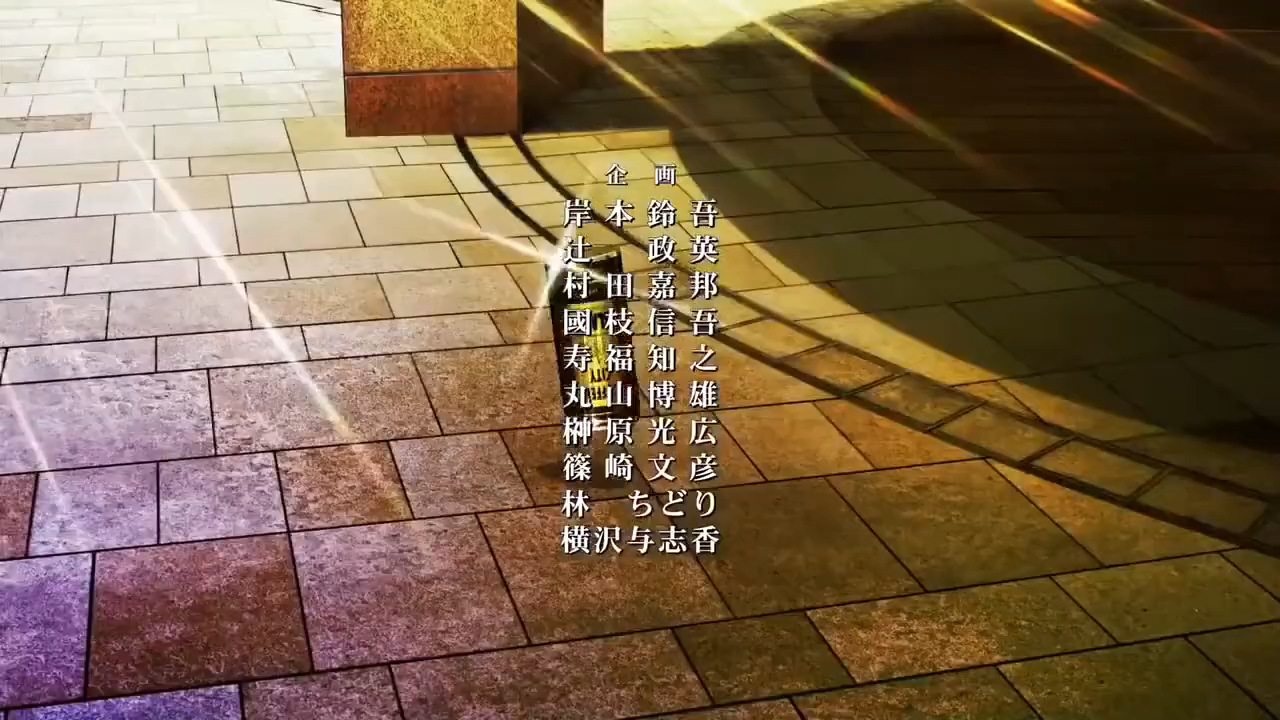 企 画
岸本鈴吾
辻 政英
村田嘉邦
國枝信吾
寿福知之
丸山博雄
榊原光広
篠崎文彦
林 ちどり
横沢与志香